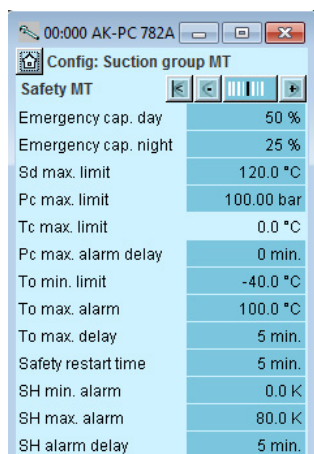 00:000 AK-PC 782A
Config: Suction group MT
Safety MT
Emergency cap. day 50 %
Emergency cap. night 25 %
Sd max. limit 120.0 °C
Pc max. limit 100.00 bar
Tc max. limit 0.0 °C
Pc max. alarm delay 0 min.
To min. limit -40.0 °C
To max. alarm 100.0 °C
To max. delay 5 min.
Safety restart time 5 min.
SH min. alarm 0.0 K
SH max. alarm 80.0 K
SH alarm delay 5 min.